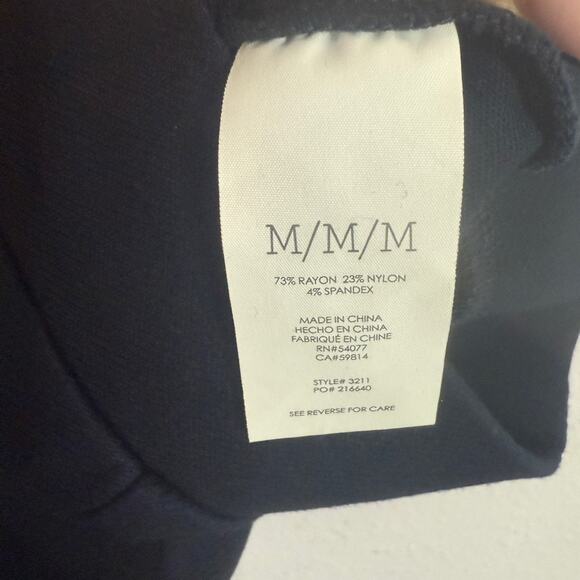 M/M/M
73% RAYON 23% NYLON
4% SPANDEX
MADE IN CHINA
HECHO EN CHINA
FABRIQUÉ EN CHINE
RN#54077
CA#59814
STYLE# 3211
PO# 216640
SEE REVERSE FOR CARE